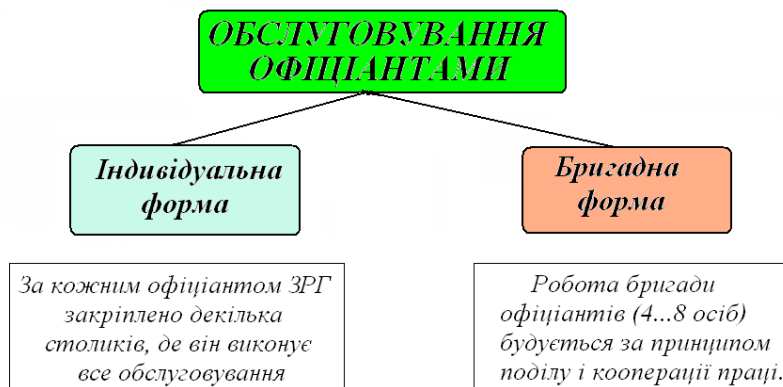 ОБСЛУГОВУВАННЯ
ОФІЦІАНТАМИ
Індивідуальна
форма
Бригадна
форма
За кожним офіціантом ЗРГ
закріплено декілька
столиків, де він виконує
все обслуговування
Робота бригади
офіціантів (4...8 осіб)
будується за принципом
поділу і кооперації праці.